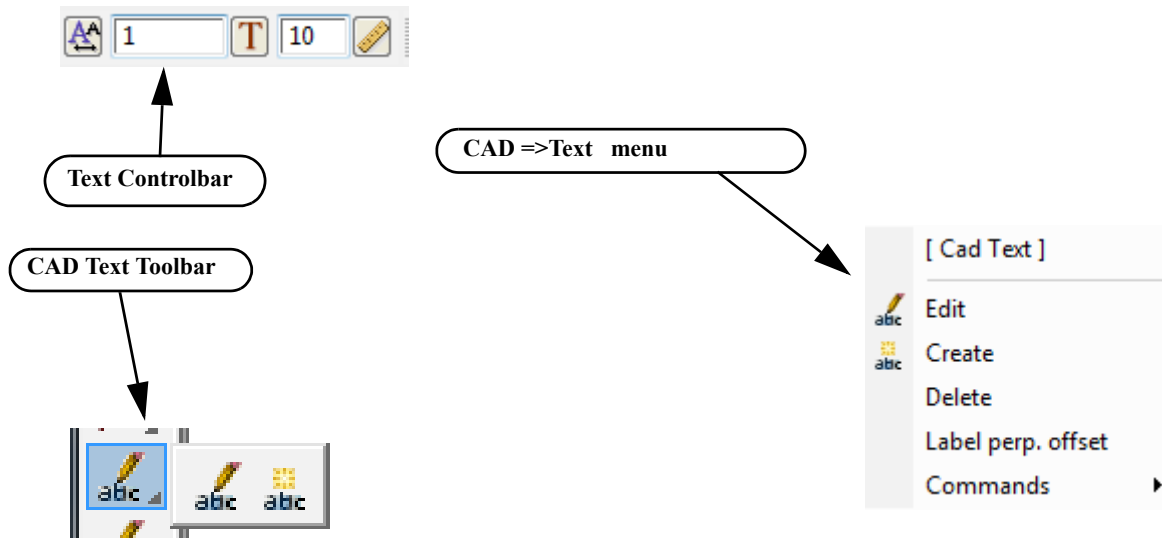 1 T 10
Text Controlbar
CAD =>Text menu
CAD Text Toolbar
[ Cad Text ]
abc Edit
abc Create
Delete
Label perp. offset
Commands
abc abc abc